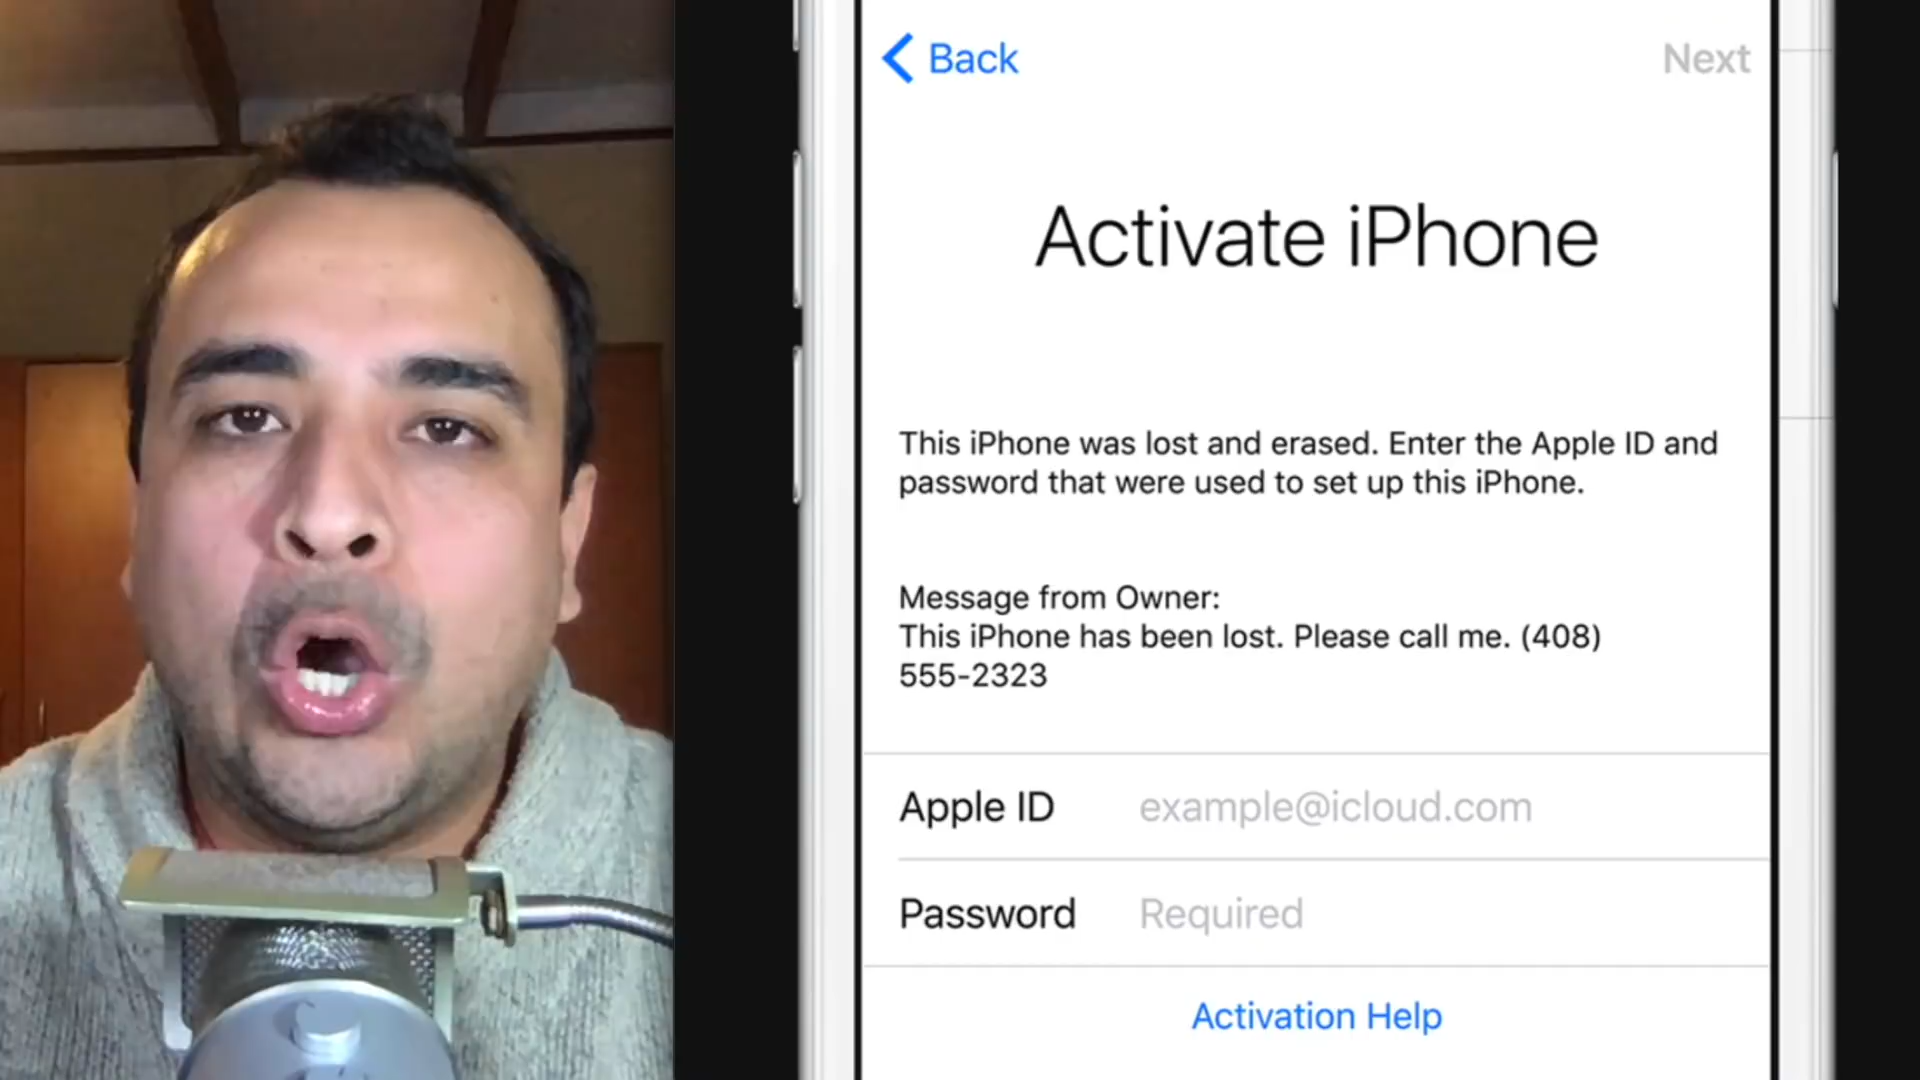 Back
Next
Activate iPhone
This iPhone was lost and erased. Enter the Apple ID and
password that were used to set up this iPhone.
Message from Owner:
This iPhone has been lost. Please call me. (408)
555-2323
Apple ID example@icloud.com
Password Required
Activation Help